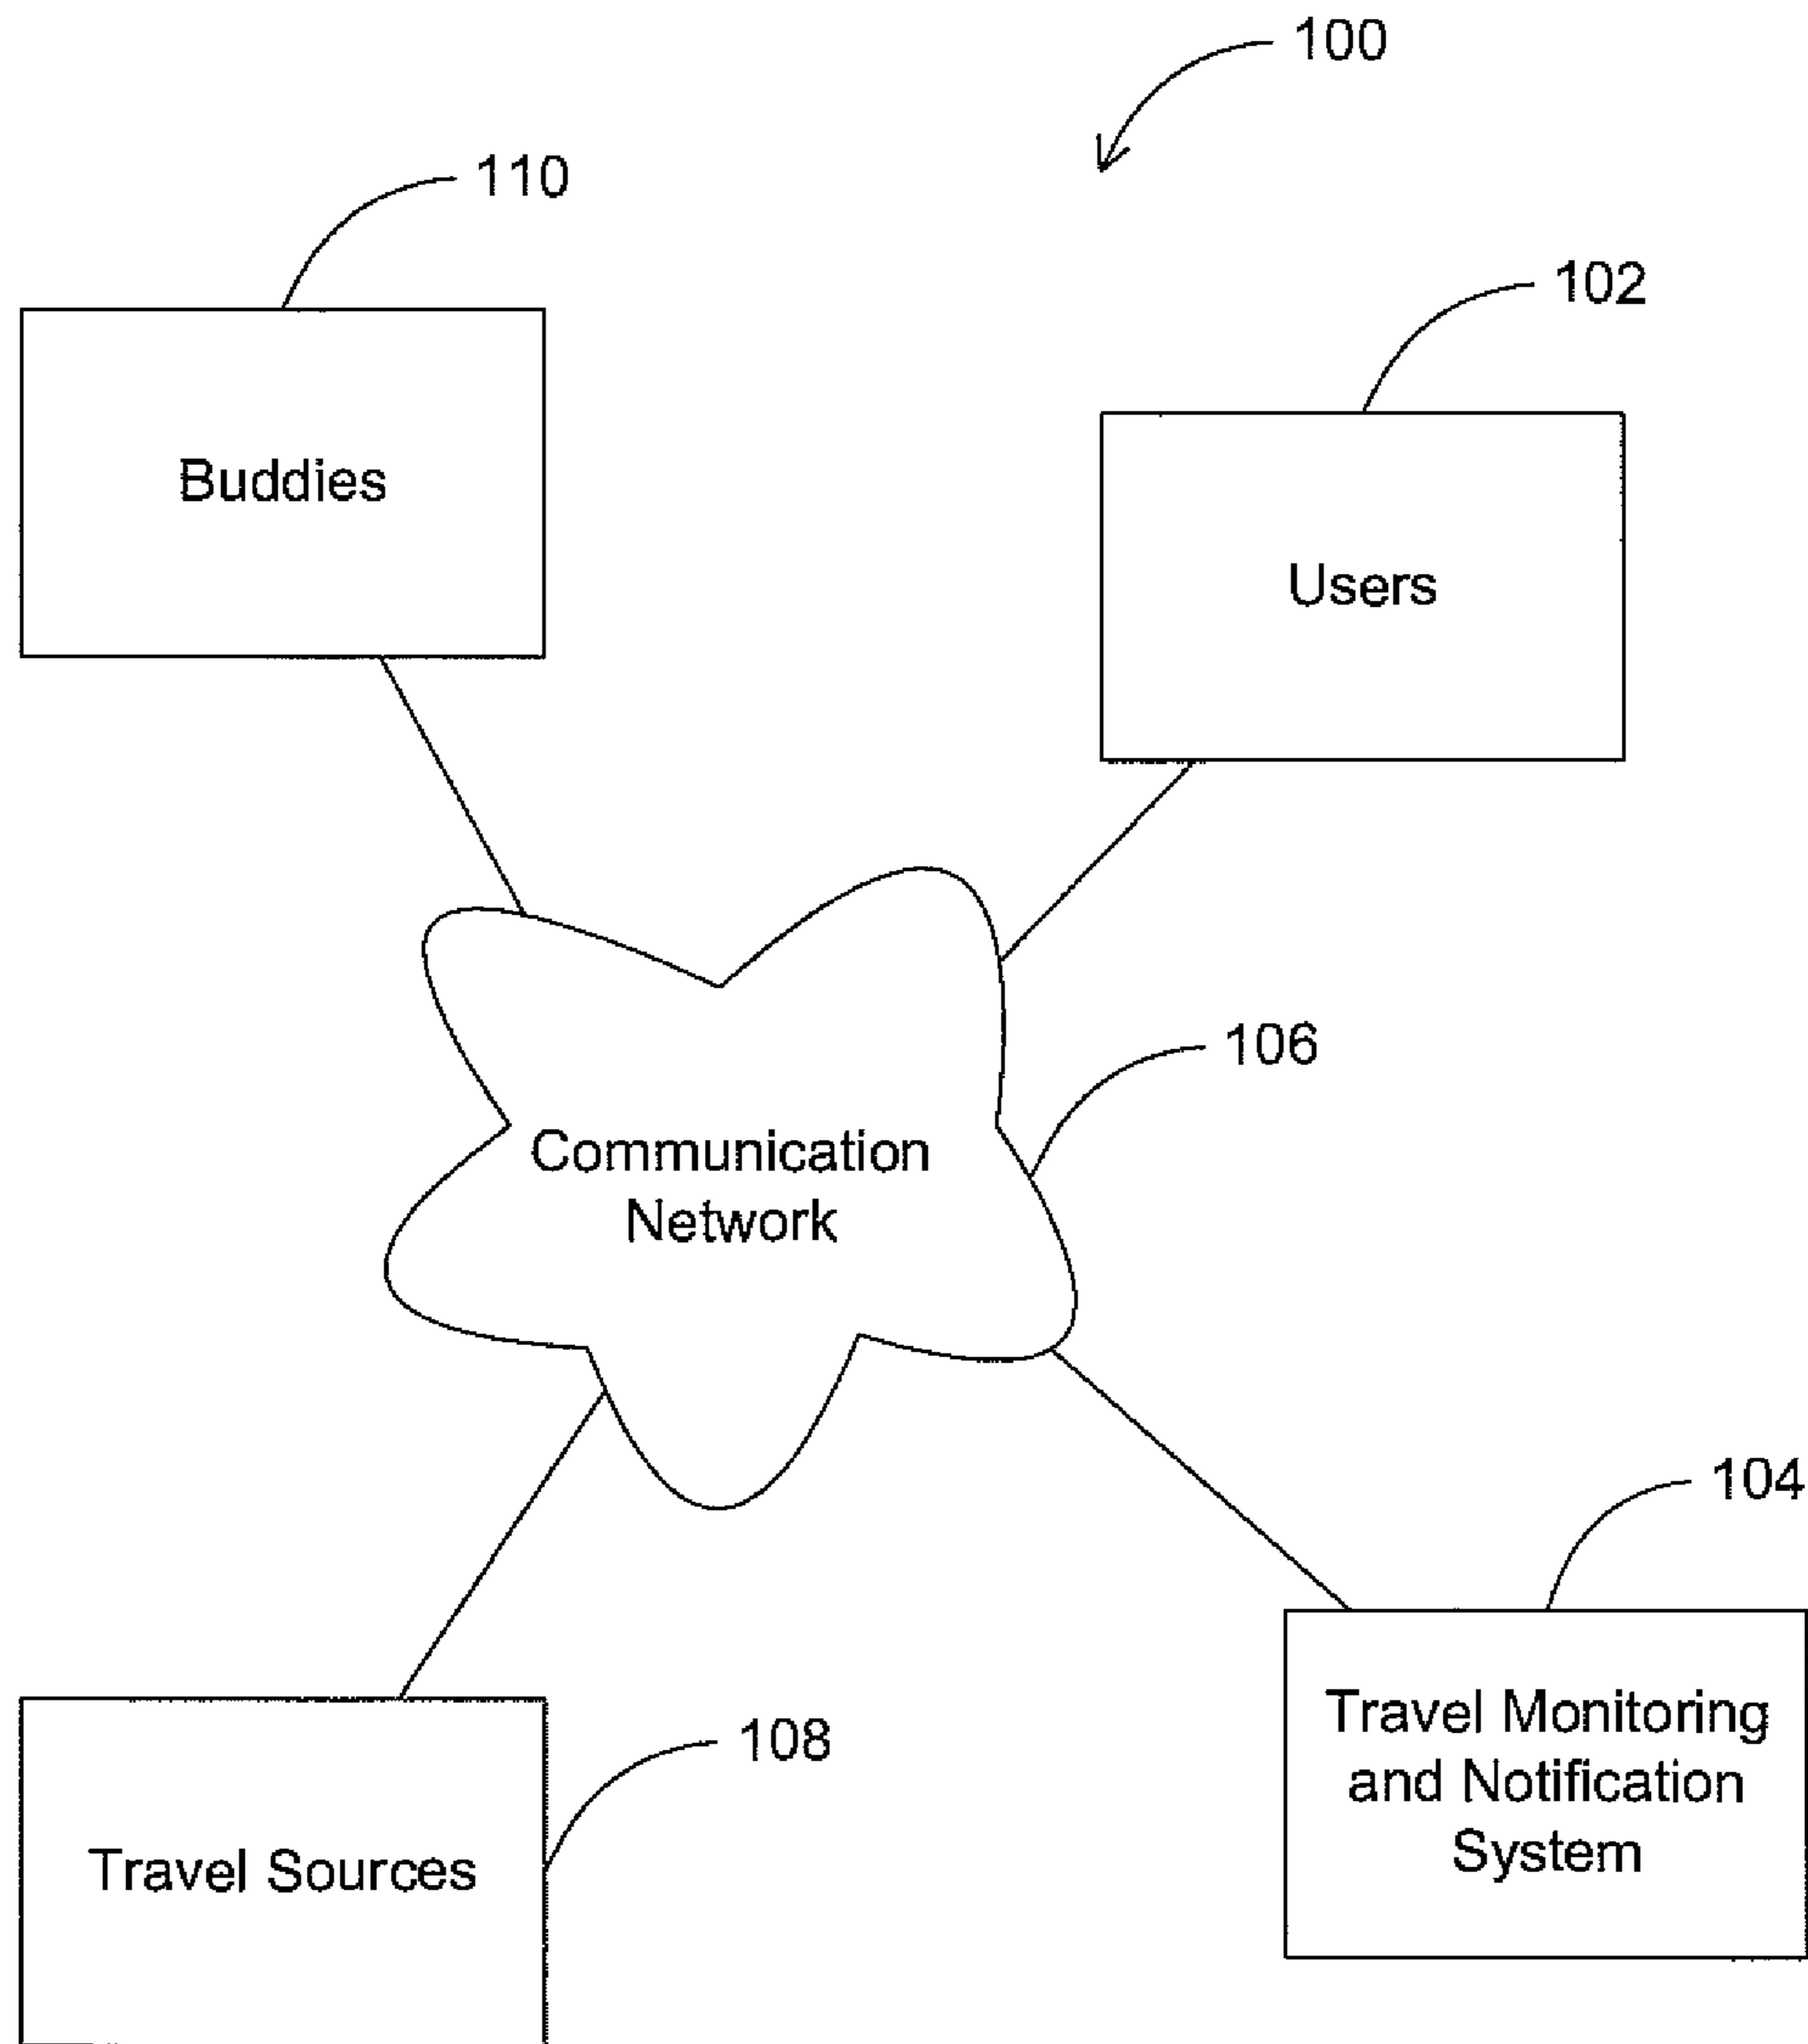 100
110
102
Buddies
Users
106
Communication
Network
104
108
Travel Monitoring
and Notification
System
Travel Sources